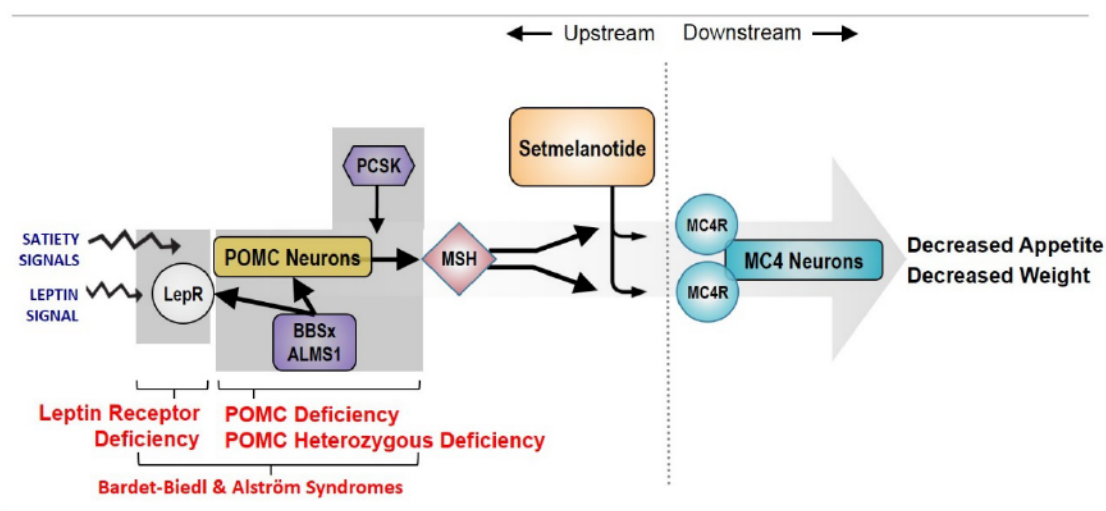 Upstream
Downstream
Setmelanotide
PCSK
SATIETY
SIGNALS
LEPTIN
SIGNAL
LepR
POMC Neurons
BBSx
ALMS1
MSH
MC4R
MC4R
MC4 Neurons
Decreased Appetite
Decreased Weight
Leptin Receptor
Deficiency
POMC Deficiency
POMC Heterozygous Deficiency
Bardet-Biedl & Alström Syndromes